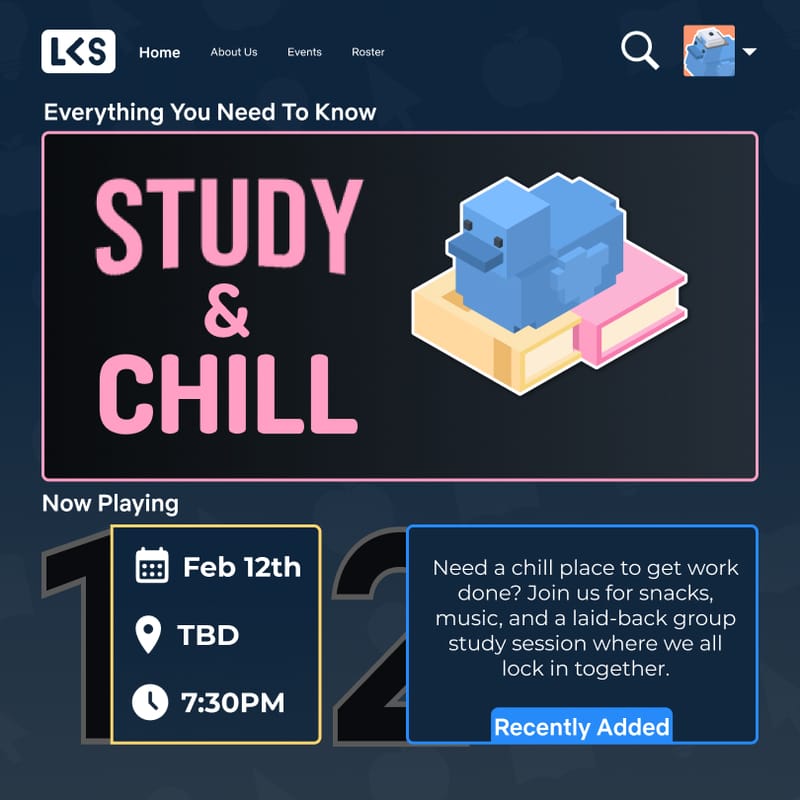 LKS
Home
About Us
Events
Roster
Everything You Need To Know
STUDY
&
CHILL
Now Playing
1
Feb 12th
TBD
7:30PM
2
Need a chill place to get work
done? Join us for snacks,
music, and a laid-back group
study session where we all
lock in together.
Recently Added